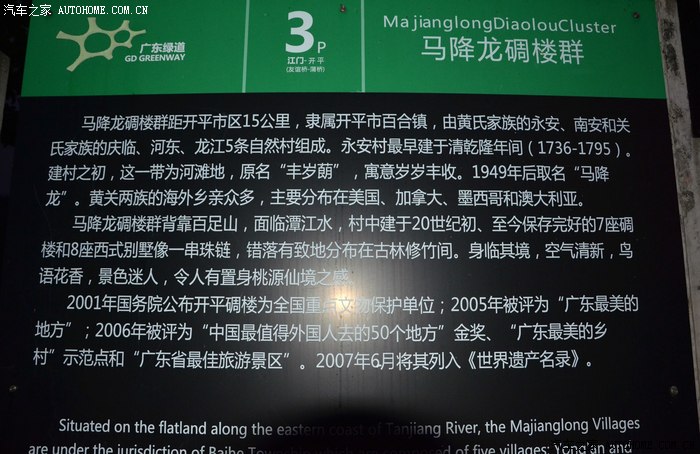 汽车之家 AUTOHOME.COM.CN
广东绿道
GD GREENWAY
3P
江门·开平
(友谊桥-蒲桥)
MajianglongDiaolouCluster
马降龙碉楼群
马降龙碉楼群距开平市区15公里，隶属开平市百合镇，由黄氏家族的永安、南安和关
氏家族的庆临、河东、龙江5条自然村组成。永安村最早建于清乾隆年间（1736-1795）。
建村之初，这一带为河滩地，原名“丰岁蓢”，寓意岁岁丰收。1949年后取名“马降
龙”。黄关两族的海外乡亲众多，主要分布在美国、加拿大、墨西哥和澳大利亚。
马降龙碉楼群背靠百足山，面临潭江水，村中建于20世纪初、至今保存完好的7座碉
楼和8座西式别墅像一串珠链，错落有致地分布在古林修竹间。身临其境，空气清新，鸟
语花香，景色迷人，令人有置身桃源仙境之感。
2001年国务院公布开平碉楼为全国重点文物保护单位；2005年被评为“广东最美的
地方”；2006年被评为“中国最值得外国人去的50个地方”金奖、“广东最美的乡
村”示范点和“广东省最佳旅游景区”。2007年6月将其列入《世界遗产名录》。
Situated on the flatland along the eastern coast of Tanjiang River, the Majianglong Villages
are under the jurisdiction of Baihe Township which are composed of five villages: Yong'an and